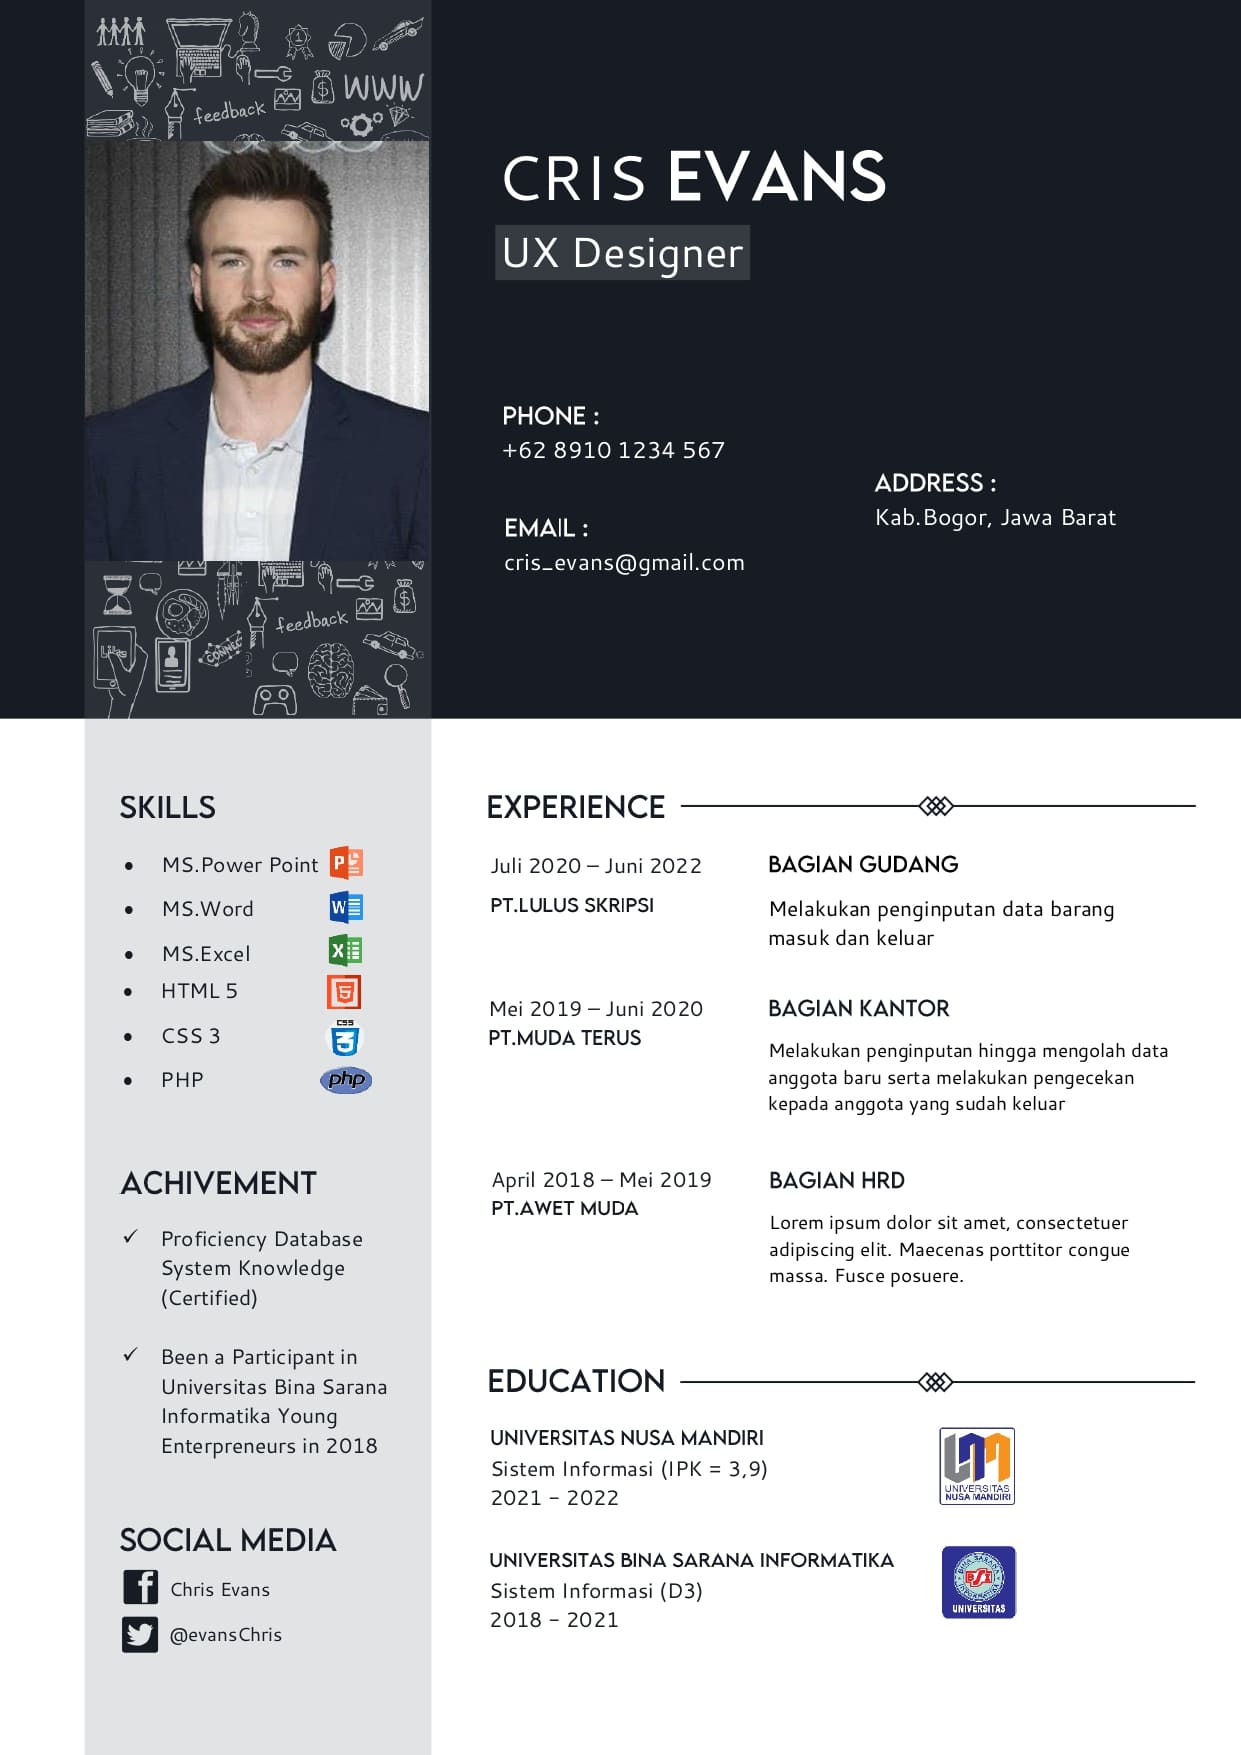 WWW
feedback
CRIS EVANS
UX Designer
PHONE :
+62 8910 1234 567
EMAIL :
cris_evans@gmail.com
ADDRESS :
Kab.Bogor, Jawa Barat
feedback
Likes
CONNECT
SKILLS
MS.Power Point
MS.Word
MS.Excel
HTML 5
CSS 3
CSS
PHP
php
ACHIVEMENT
Proficiency Database
System Knowledge
(Certified)
Been a Participant in
Universitas Bina Sarana
Informatika Young
Enterpreneurs in 2018
SOCIAL MEDIA
Chris Evans
@evansChris
EXPERIENCE
Juli 2020 – Juni 2022
PT.LULUS SKRIPSI
BAGIAN GUDANG
Melakukan penginputan data barang
masuk dan keluar
Mei 2019 – Juni 2020
PT.MUDA TERUS
BAGIAN KANTOR
Melakukan penginputan hingga mengolah data
anggota baru serta melakukan pengecekan
kepada anggota yang sudah keluar
April 2018 – Mei 2019
PT.AWET MUDA
BAGIAN HRD
Lorem ipsum dolor sit amet, consectetuer
adipiscing elit. Maecenas porttitor congue
massa. Fusce posuere.
EDUCATION
UNIVERSITAS NUSA MANDIRI
Sistem Informasi (IPK = 3,9)
2021 - 2022
UNIVERSITAS
NUSA MANDIRI
UNIVERSITAS BINA SARANA INFORMATIKA
Sistem Informasi (D3)
2018 - 2021
BINA SARANA
BSI
UNIVERSITAS